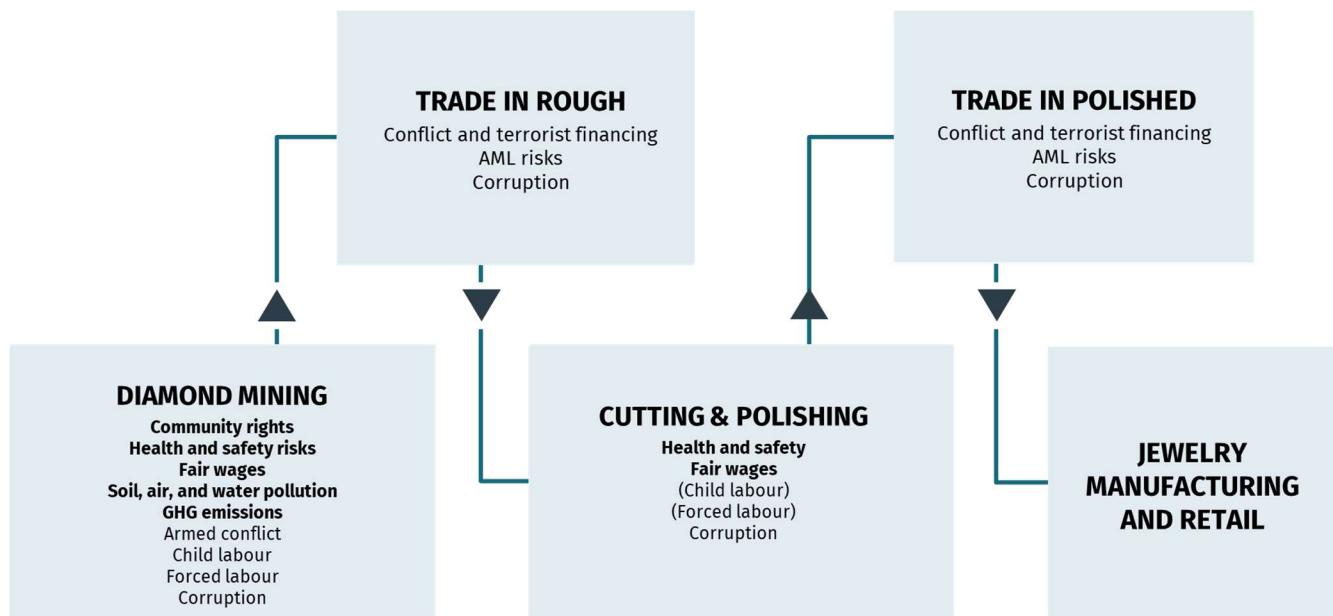 TRADE IN ROUGH
Conflict and terrorist financing
AML risks
Corruption
TRADE IN POLISHED
Conflict and terrorist financing
AML risks
Corruption
DIAMOND MINING
Community rights
Health and safety risks
Fair wages
Soil, air, and water pollution
GHG emissions
Armed conflict
Child labour
Forced labour
Corruption
CUTTING & POLISHING
Health and safety
Fair wages
(Child labour)
(Forced labour)
Corruption
JEWELRY
MANUFACTURING
AND RETAIL